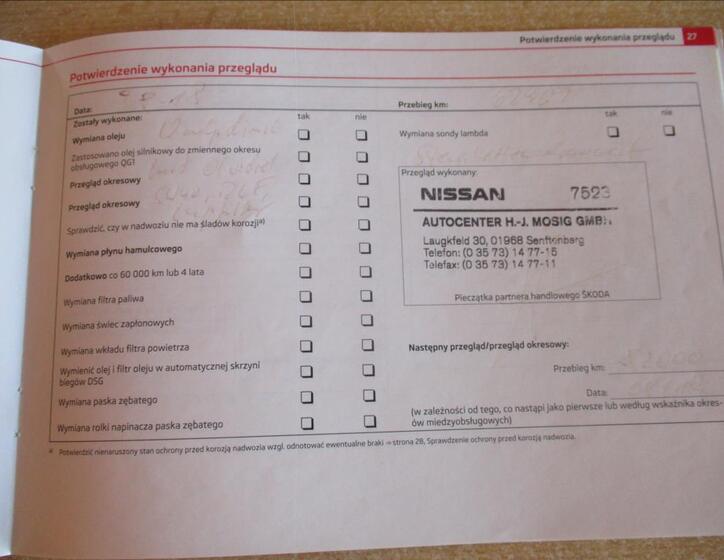 Potwierdzenie wykonania przeglądu 27
Potwierdzenie wykonania przeglądu
Data:
Przebieg km:
Zostały wykonane: tak nie
tak nie
Wymiana oleju
Wymiana sondy lambda
Zastosowano olej silnikowy do zmiennego okresu
obsługowego QG1
Przegląd okresowy
Przegląd okresowy
Sprawdzić, czy w nadwoziu nie ma śladów korozjiᵃ⁾
Wymiana płynu hamulcowego
Dodatkowo co 60 000 km lub 4 lata
Wymiana filtra paliwa
Wymiana świec zapłonowych
Wymiana wkładu filtra powietrza
Wymienić olej i filtr oleju w automatycznej skrzyni
biegów DSG
Wymiana paska zębatego
Wymiana rolki napinacza paska zębatego
Przegląd wykonany:
NISSAN 7523
AUTOCENTER H.-J. MOSIG GMBH
Laugkfeld 30, 01968 Senftenberg
Telefon: (0 35 73) 14 77-15
Telefax: (0 35 73) 14 77-11
Pieczątka partnera handlowego ŠKODA
Następny przegląd/przegląd okresowy:
Przebieg km:
Data:
(w zależności od tego, co nastąpi jako pierwsze lub według wskaźnika okres-
ów miedzyobsługowych)
ᵃ⁾ Potwierdzić nienaruszony stan ochrony przed korozją nadwozia wzgl. odnotować ewentualne braki ⇒ strona 28, Sprawdzenie ochrony przed korozją nadwozia.